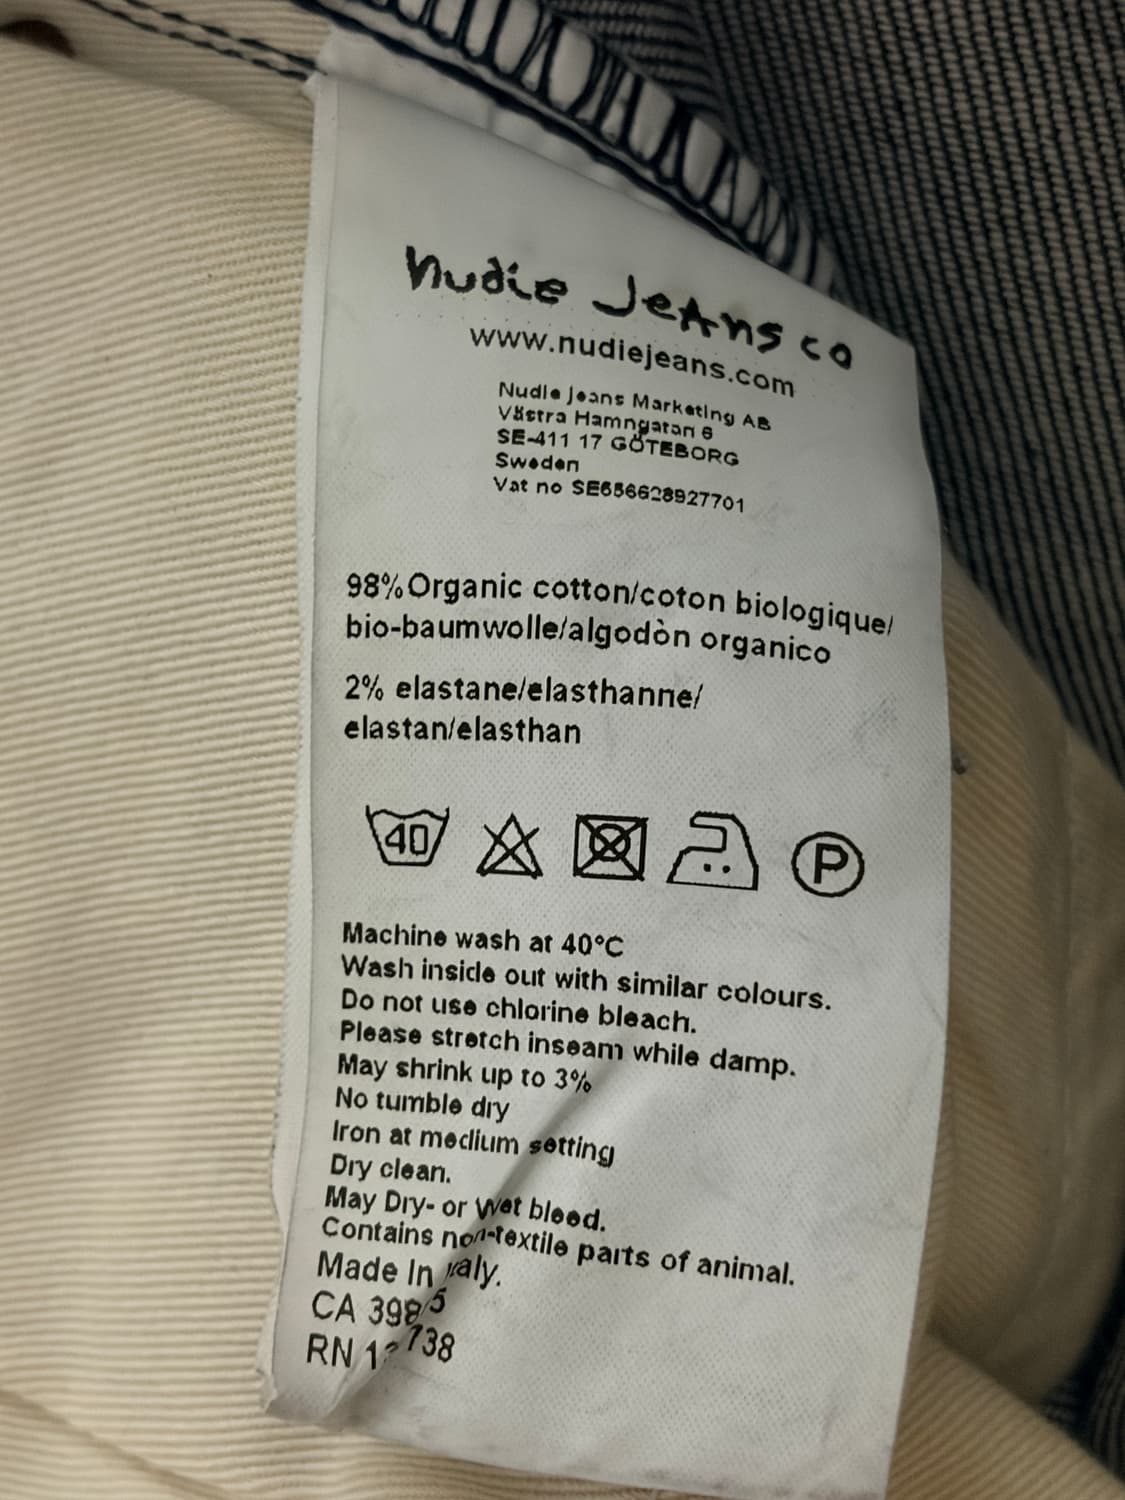 nudie Jeans co
www.nudiejeans.com
Nudie Jeans Marketing AB
Västra Hamngatan 6
SE-411 17 GÖTEBORG
Sweden
Vat no SE556628927701
98%Organic cotton/coton biologique/
bio-baumwolle/algodòn organico
2% elastane/elasthanne/
elastan/elasthan
40
P
Machine wash at 40°C
Wash inside out with similar colours.
Do not use chlorine bleach.
Please stretch inseam while damp.
May shrink up to 3%
No tumble dry
Iron at medium setting
Dry clean.
May Dry- or Wet bleed.
Contains non-textile parts of animal.
Made In Italy.
CA
RN